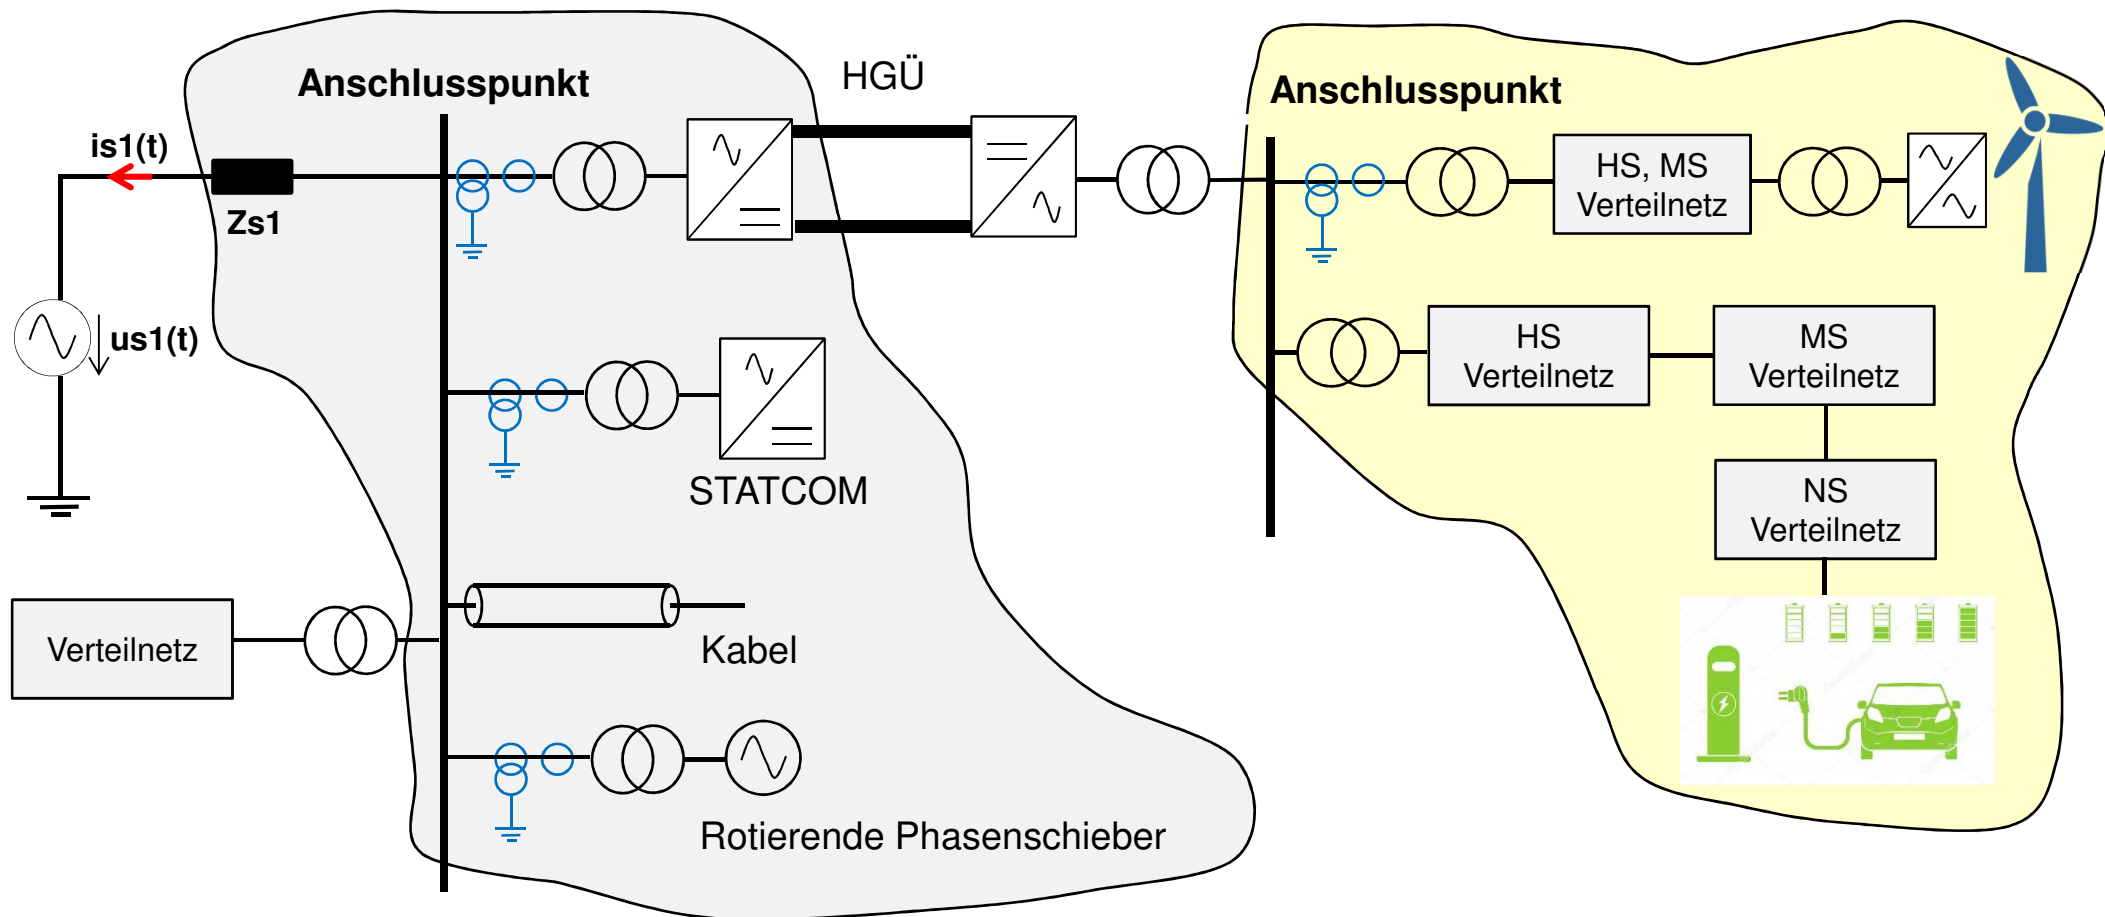 Anschlusspunkt
HGÜ
Anschlusspunkt
is1(t)
Zs1
us1(t)
HS, MS
Verteilnetz
HS
Verteilnetz
MS
Verteilnetz
STATCOM
NS
Verteilnetz
Verteilnetz
Kabel
Rotierende Phasenschieber